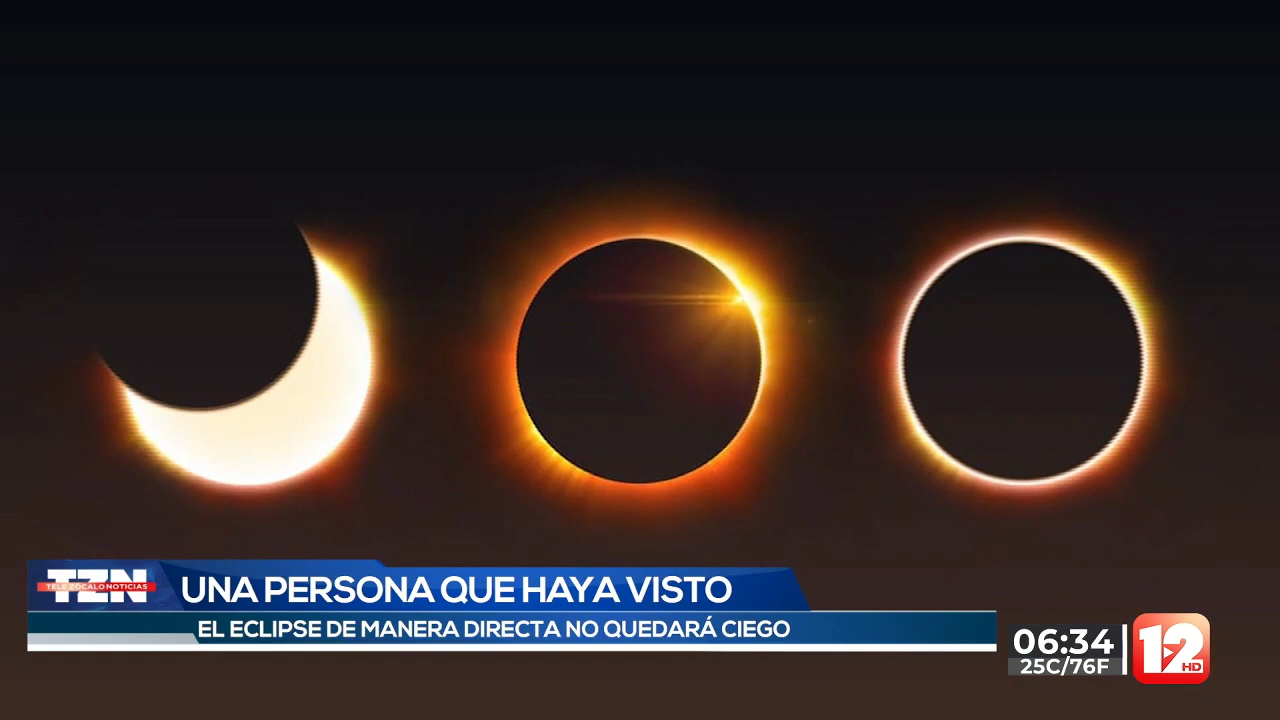 TZN
TELE ZÓCALO NOTICIAS
UNA PERSONA QUE HAYA VISTO
EL ECLIPSE DE MANERA DIRECTA NO QUEDARÁ CIEGO
06:34
25C/76F
12
HD